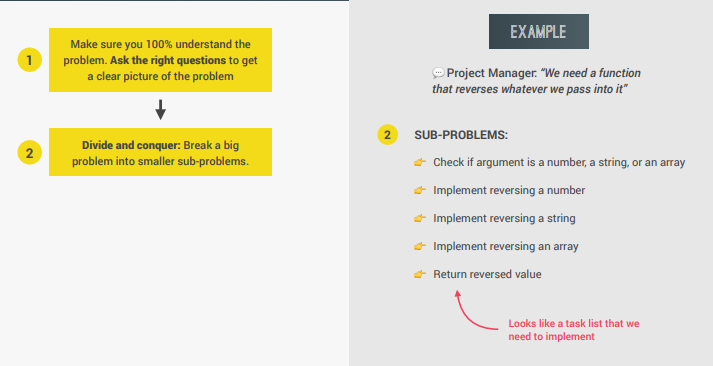 1
Make sure you 100% understand the
problem. Ask the right questions to get
a clear picture of the problem
2
Divide and conquer: Break a big
problem into smaller sub-problems.
EXAMPLE
💬 Project Manager: “We need a function
that reverses whatever we pass into it”
2
SUB-PROBLEMS:
👉 Check if argument is a number, a string, or an array
👉 Implement reversing a number
👉 Implement reversing a string
👉 Implement reversing an array
👉 Return reversed value
Looks like a task list that we
need to implement